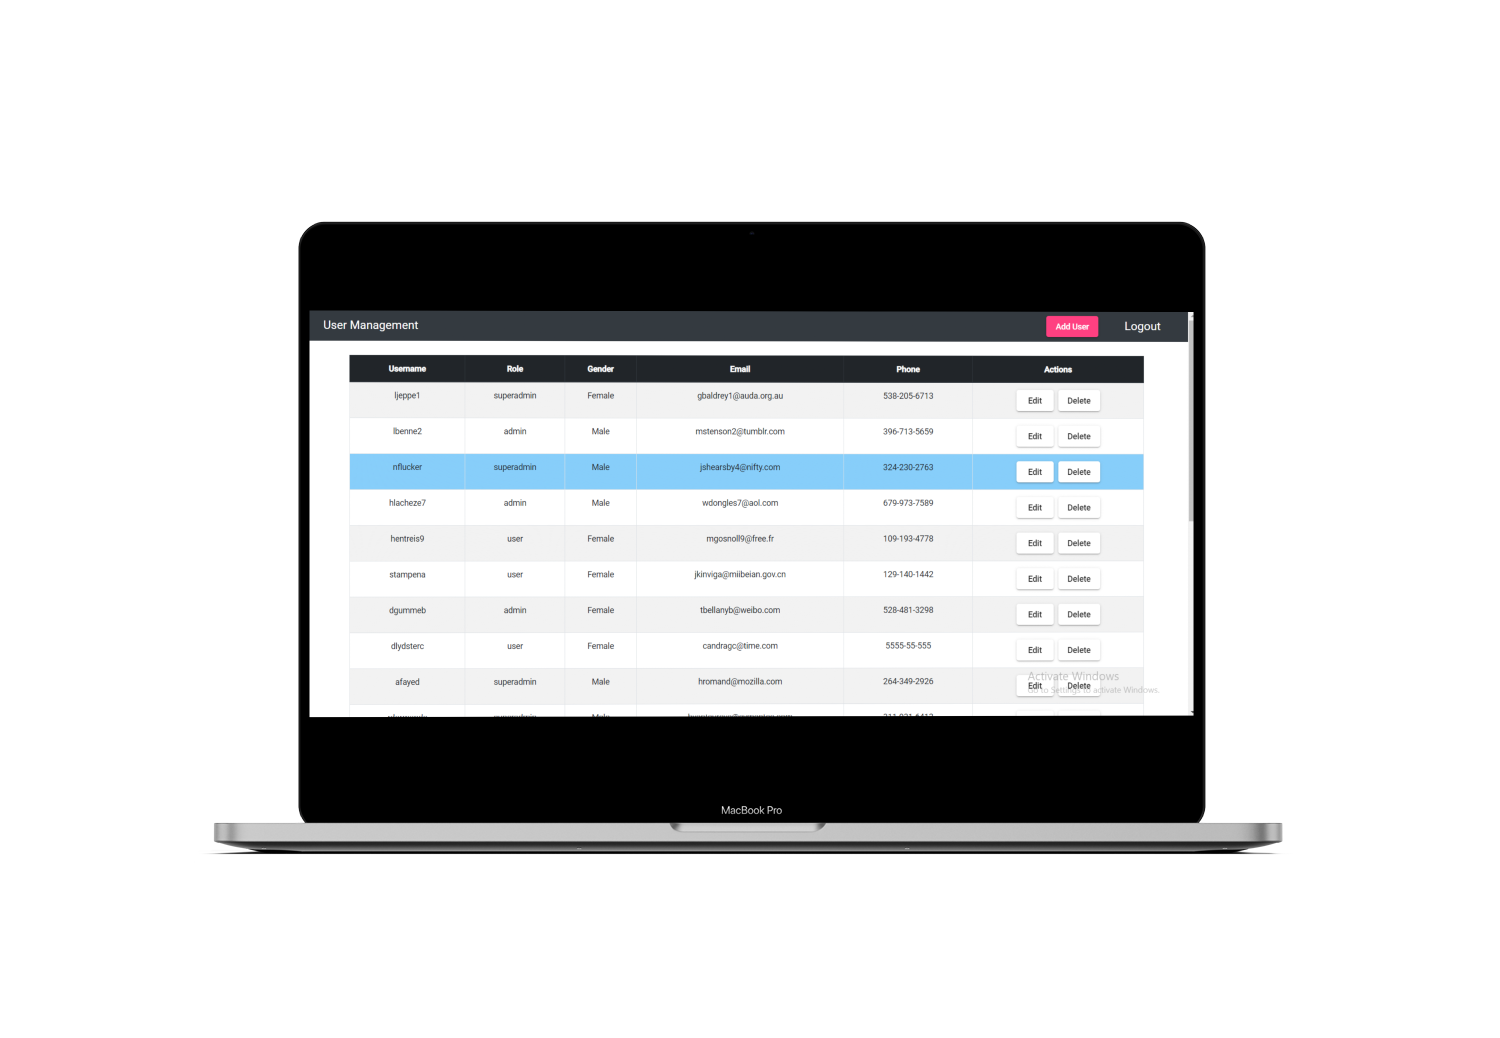 User Management Add User Logout
Username Role Gender Email Phone Actions
ljeppe1 superadmin Female gbaldrey1@auda.org.au 538-205-6713 Edit Delete
lbenne2 admin Male mstenson2@tumblr.com 396-713-5659 Edit Delete
nflucker superadmin Male jshearsby4@nifty.com 324-230-2763 Edit Delete
hlacheze7 admin Male wdongles7@aol.com 679-973-7589 Edit Delete
hentreis9 user Female mgosnoll9@free.fr 109-193-4778 Edit Delete
stampena user Female jkinviga@miibeian.gov.cn 129-140-1442 Edit Delete
dgummeb admin Female tbellanyb@weibo.com 528-481-3298 Edit Delete
dlydsterc user Female candragc@time.com 5555-55-555 Edit Delete
afayed superadmin Male hromand@mozilla.com 264-349-2926 Edit Delete
Activate Windows
Go to Settings to activate Windows.
superadmin Male
MacBook Pro